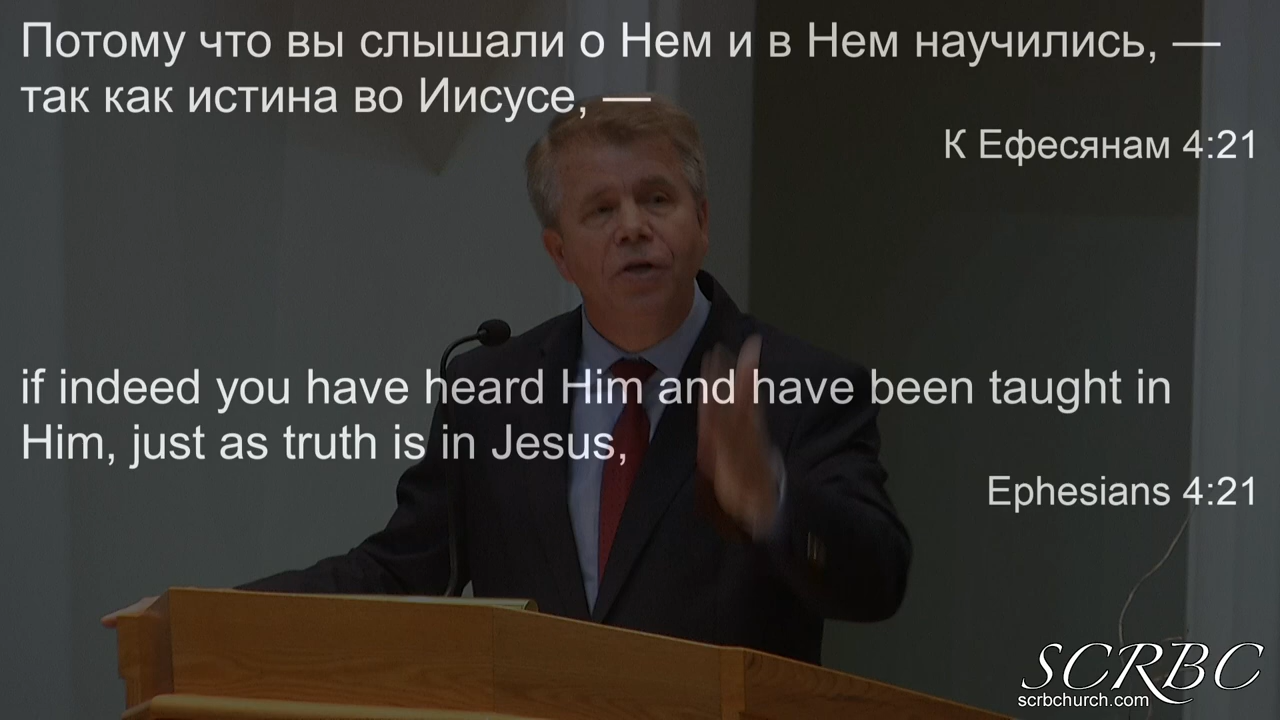 Потому что вы слышали о Нем и в Нем научились, —
так как истина во Иисусе, —
К Ефесянам 4:21
if indeed you have heard Him and have been taught in
Him, just as truth is in Jesus,
Ephesians 4:21
SCRBC
scrbchurch.com